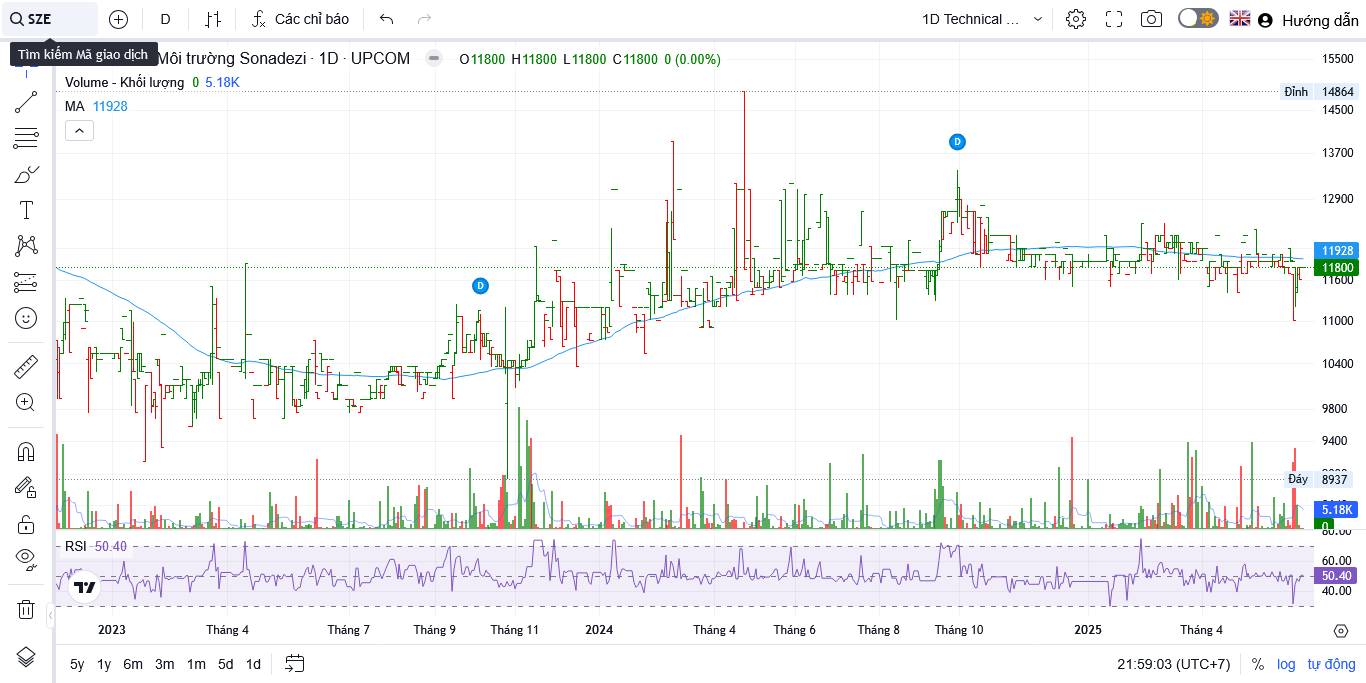 SZE
D
Các chỉ báo
1D Technical ...
Hướng dẫn
Tìm kiếm Mã giao dịch
Môi trường Sonadezi · 1D · UPCOM
O11800 H11800 L11800 C11800 0 (0.00%)
Volume - Khối lượng 0 5.18K
MA 11928
D
D
15500
Đỉnh 14864
14500
13700
12900
11928
11800
11600
11000
10400
9800
9400
Đáy 8937
5.18K
0
80.00
RSI 50.40
60.00
50.40
40.00
2023 Tháng 4 Tháng 7 Tháng 9 Tháng 11 2024 Tháng 4 Tháng 6 Tháng 8 Tháng 10 2025 Tháng 4
5y 1y 6m 3m 1m 5d 1d
21:59:03 (UTC+7) % log tự động